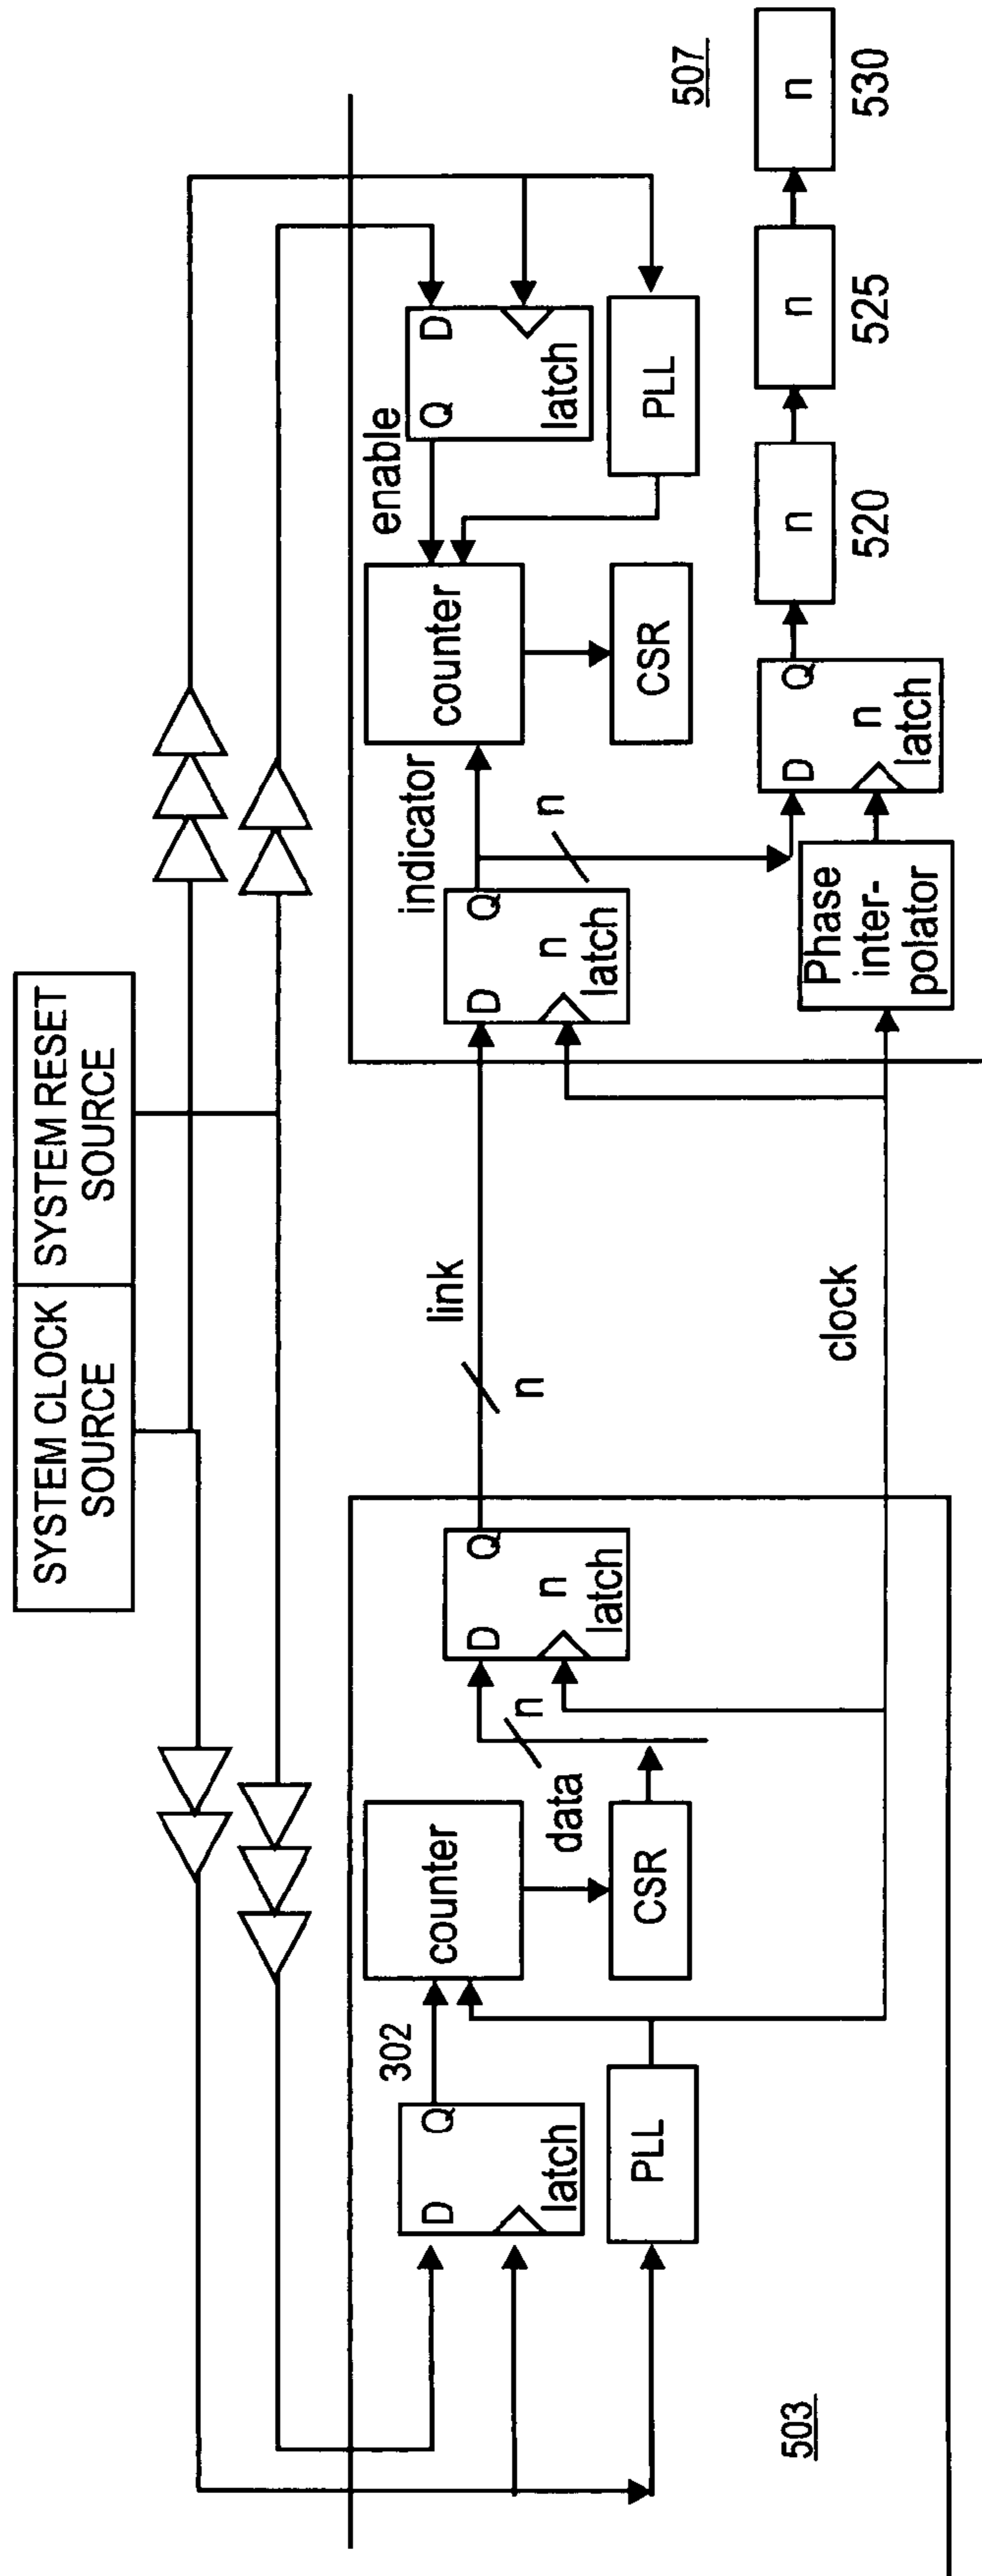 SYSTEM CLOCK
SOURCE
SYSTEM RESET
SOURCE
503
D
Q
latch
302
PLL
counter
CSR
data
n
D
Q
n
latch
link
n
clock
D
Q
n
latch
indicator
n
counter
CSR
enable
Q
D
latch
PLL
507
Phase
inter-
polator
D
Q
n
latch
n
520
n
525
n
530